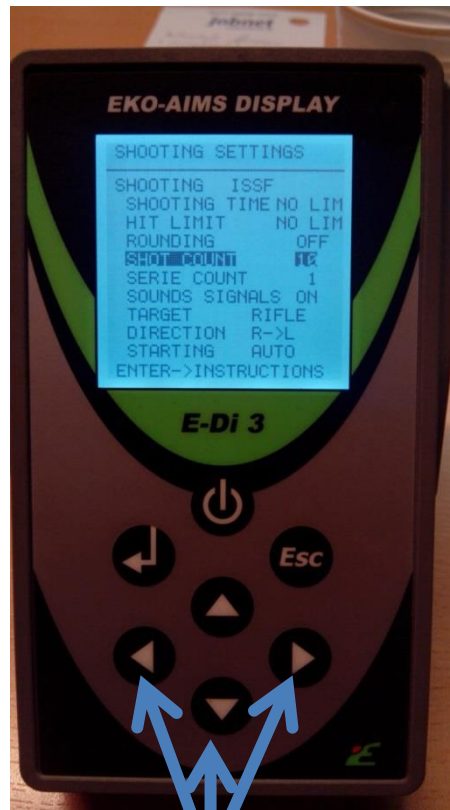 Jobnet
EKO-AIMS DISPLAY
SHOOTING SETTINGS
SHOOTING ISSF
SHOOTING TIME NO LIM
HIT LIMIT NO LIM
ROUNDING OFF
SHOT COUNT 10
SERIE COUNT 1
SOUNDS SIGNALS ON
TARGET RIFLE
DIRECTION R->L
STARTING AUTO
ENTER->INSTRUCTIONS
E-Di 3
Esc